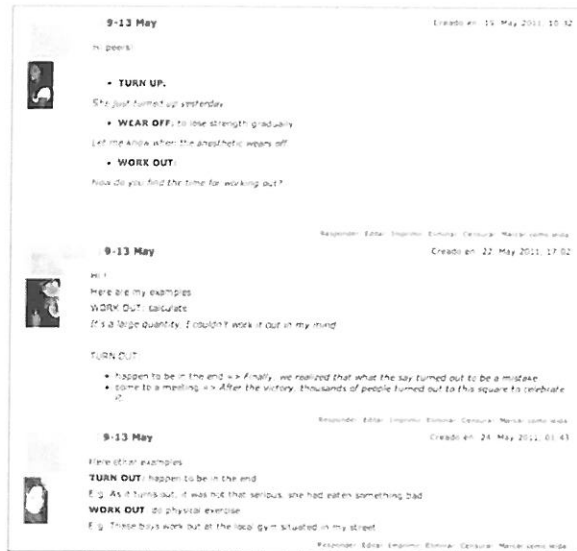 9-13 May Creado en: 19. May 2011, 10:32
Hi peers!
• TURN UP:
She just turned up yesterday
• WEAR OFF: to lose strength gradually
Let me know when the anesthetic wears off
• WORK OUT:
How do you find the time for working out?
Responder Editar Imprimir Eliminar Censurar Marcar como leída
9-13 May Creado en: 22. May 2011, 17:02
Hi!
Here are my examples
WORK OUT: calculate
It's a large quantity, I couldn't work it out in my mind
TURN OUT:
• happen to be in the end => Finally, we realized that what the say turned out to be a mistake
• come to a meeting => After the victory, thousands of people turned out to this square to celebrate
it.
Responder Editar Imprimir Eliminar Censurar Marcar como leída
9-13 May Creado en: 24. May 2011, 01:43
Here other examples
TURN OUT: happen to be in the end
E.g. As it turns out, it was not that serious, she had eaten something bad
WORK OUT: do physical exercise
E.g. These boys work out at the local gym situated in my street
Responder Editar Imprimir Eliminar Censurar Marcar como leída